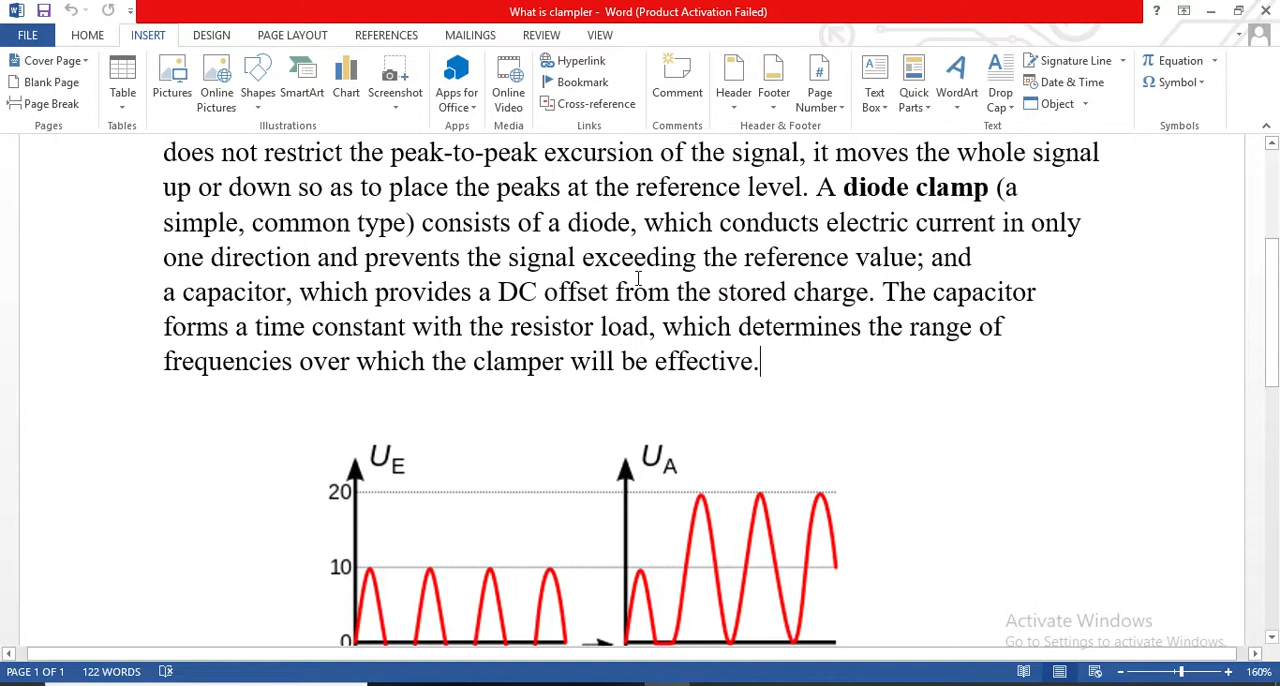 What is clampler - Word (Product Activation Failed)
FILE HOME INSERT DESIGN PAGE LAYOUT REFERENCES MAILINGS REVIEW VIEW
Cover Page
Blank Page
Page Break
Pages
Table
Tables
Pictures
Online Pictures
Shapes
SmartArt
Chart
Screenshot
Illustrations
Apps for Office
Apps
Online Video
Media
Hyperlink
Bookmark
Cross-reference
Links
Comment
Comments
Header
Footer
Page Number
Header & Footer
Text Box
Quick Parts
WordArt
Drop Cap
Signature Line
Date & Time
Object
Text
Equation
Symbol
Symbols
does not restrict the peak-to-peak excursion of the signal, it moves the whole signal
up or down so as to place the peaks at the reference level. A diode clamp (a
simple, common type) consists of a diode, which conducts electric current in only
one direction and prevents the signal exceeding the reference value; and
a capacitor, which provides a DC offset from the stored charge. The capacitor
forms a time constant with the resistor load, which determines the range of
frequencies over which the clamper will be effective.
UE
UA
20
10
0
Activate Windows
Go to Settings to activate Windows.
PAGE 1 OF 1 122 WORDS
160%